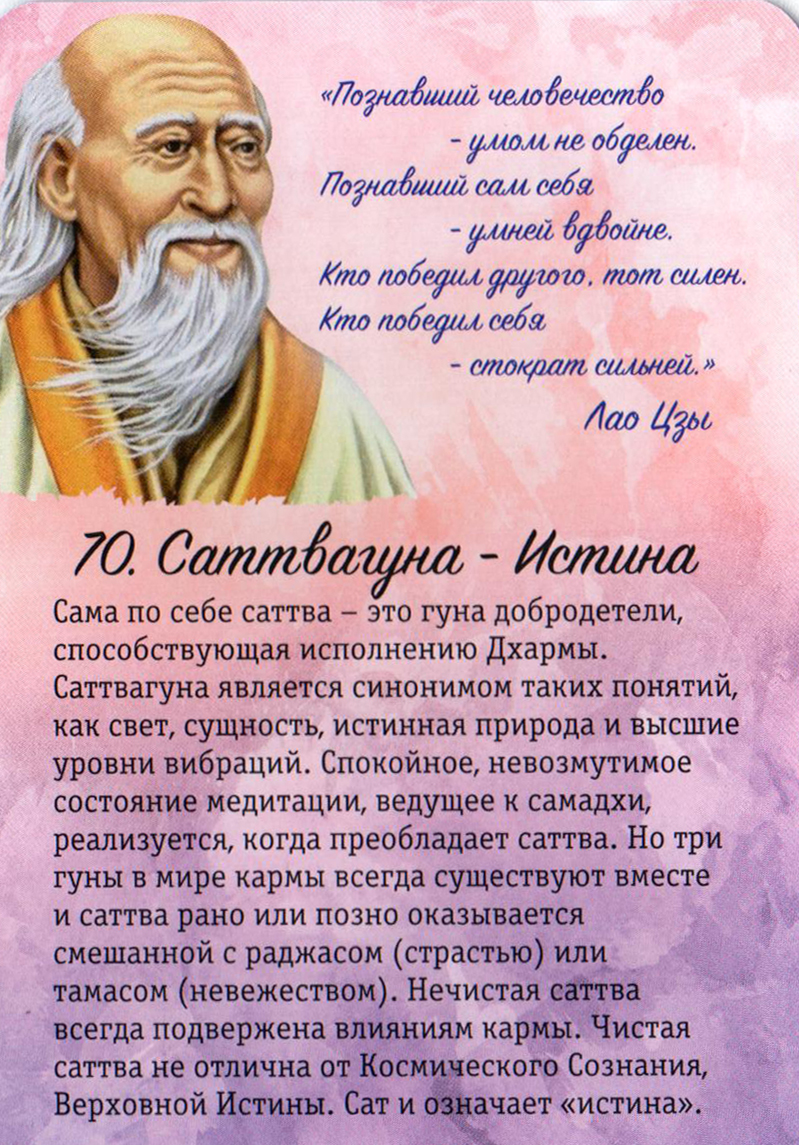 «Познавший человечество
- умом не обделен.
Познавший сам себя
- умней вдвойне.
Кто победил другого, тот силен.
Кто победил себя
- стократ сильней.»
Лао Цзы
70. Саттвагуна - Истина
Сама по себе саттва – это гуна добродетели,
способствующая исполнению Дхармы.
Саттвагуна является синонимом таких понятий,
как свет, сущность, истинная природа и высшие
уровни вибраций. Спокойное, невозмутимое
состояние медитации, ведущее к самадхи,
реализуется, когда преобладает саттва. Но три
гуны в мире кармы всегда существуют вместе
и саттва рано или поздно оказывается
смешанной с раджасом (страстью) или
тамасом (невежеством). Нечистая саттва
всегда подвержена влияниям кармы. Чистая
саттва не отлична от Космического Сознания,
Верховной Истины. Сат и означает «истина».